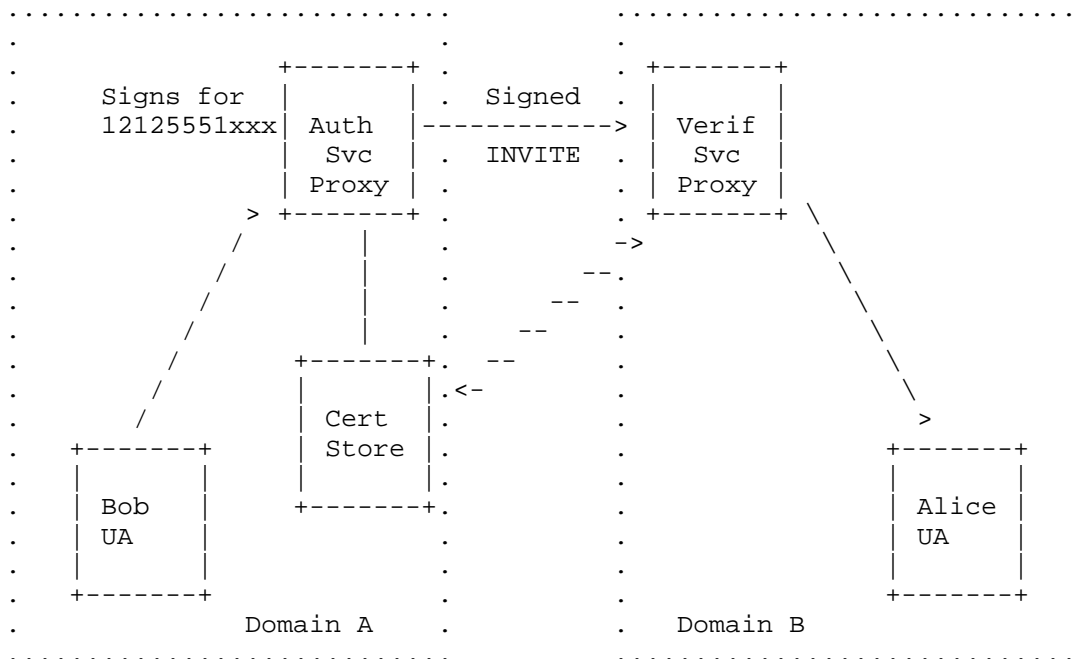 Signs for Signed
12125551xxx Auth Verif
Svc INVITE Svc
Proxy Proxy
Cert
Store
Bob Alice
UA UA
Domain A Domain B